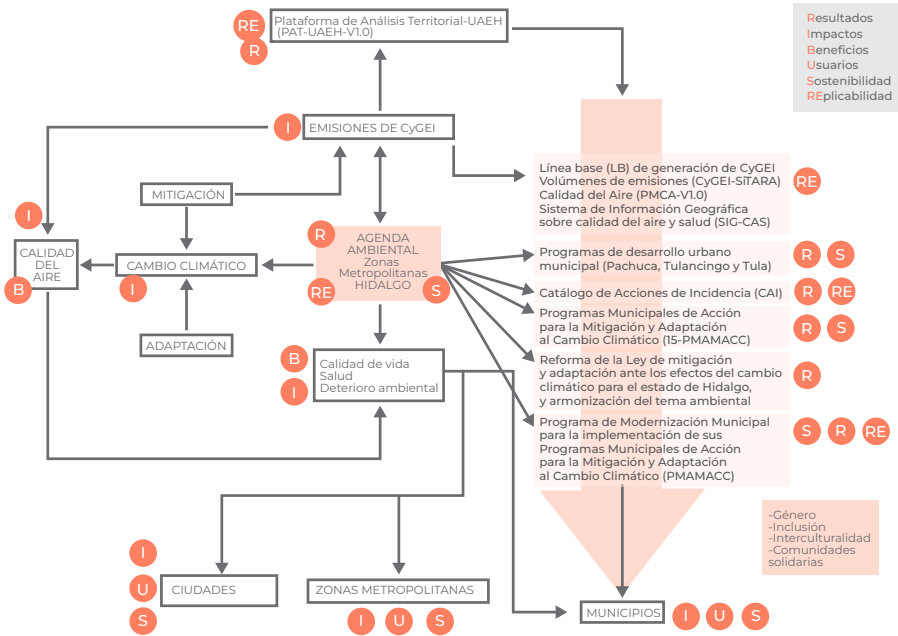 RE
Plataforma de Análisis Territorial-UAEH
(PAT-UAEH-V1.0)
R
Resultados
Impactos
Beneficios
Usuarios
Sostenibilidad
REplicabilidad
I
EMISIONES DE CyGEI
Línea base (LB) de generación de CyGEI
Volúmenes de emisiones (CyGEI-SiTARA)
Calidad del Aire (PMCA-V1.0)
Sistema de Información Geográfica
sobre calidad del aire y salud (SIG-CAS)
RE
MITIGACIÓN
I
CALIDAD
DEL
AIRE
B
CAMBIO CLIMÁTICO
I
R
AGENDA
AMBIENTAL
Zonas
Metropolitanas
HIDALGO
RE
S
Programas de desarrollo urbano
municipal (Pachuca, Tulancingo y Tula)
R
S
Catálogo de Acciones de Incidencia (CAI)
R
RE
Programas Municipales de Acción
para la Mitigación y Adaptación
al Cambio Climático (15-PMAMACC)
R
S
ADAPTACIÓN
B
I
Calidad de vida
Salud
Deterioro ambiental
Reforma de la Ley de mitigación
y adaptación ante los efectos del cambio
climático para el estado de Hidalgo,
y armonización del tema ambiental
R
Programa de Modernización Municipal
para la implementación de sus
Programas Municipales de Acción
para la Mitigación y Adaptación
al Cambio Climático (PMAMACC)
S
R
RE
-Género
-Inclusión
-Interculturalidad
-Comunidades
solidarias
I
U
S
CIUDADES
ZONAS METROPOLITANAS
I
U
S
MUNICIPIOS
I
U
S